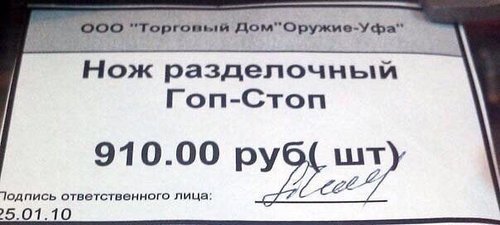 ООО "Торговый Дом"Оружие-Уфа"
Нож разделочный
Гоп-Стоп
910.00 руб( шт)
Подпись ответственного лица:
25.01.10